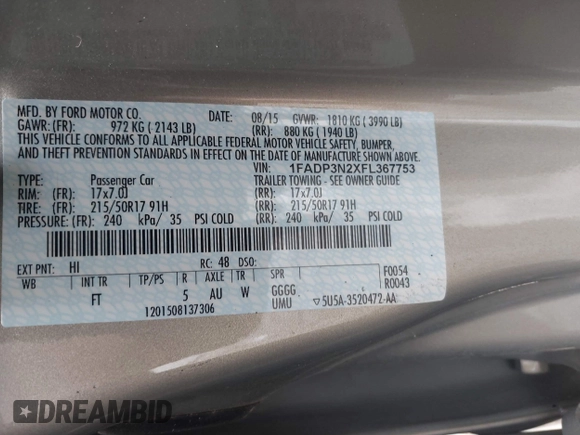 MFD. BY FORD MOTOR CO. DATE: 08/15 GVWR: 1810 KG ( 3990 LB)
GAWR: (FR): 972 KG ( 2143 LB) (RR): 880 KG ( 1940 LB)
THIS VEHICLE CONFORMS TO ALL APPLICABLE FEDERAL MOTOR VEHICLE SAFETY, BUMPER,
AND THEFT PREVENTION STANDARDS IN EFFECT ON THE DATE OF MANUFACTURE SHOWN ABOVE.
VIN: 1FADP3N2XFL367753
TYPE: Passenger Car TRAILER TOWING - SEE OWNER GUIDE
RIM: (FR): 17x7.0J (RR): 17x7.0J
TIRE: (FR): 215/50R17 91H (RR): 215/50R17 91H
PRESSURE: (FR): 240 kPa/ 35 PSI COLD (RR): 240 kPa/ 35 PSI COLD
EXT PNT: HI RC: 48 DSO: F0054
WB INT TR TP/PS R AXLE TR SPR R0043
FT 5 AU W GGGG
UMU ▽5U5A-3520472-AA
1201508137306
DREAMBID